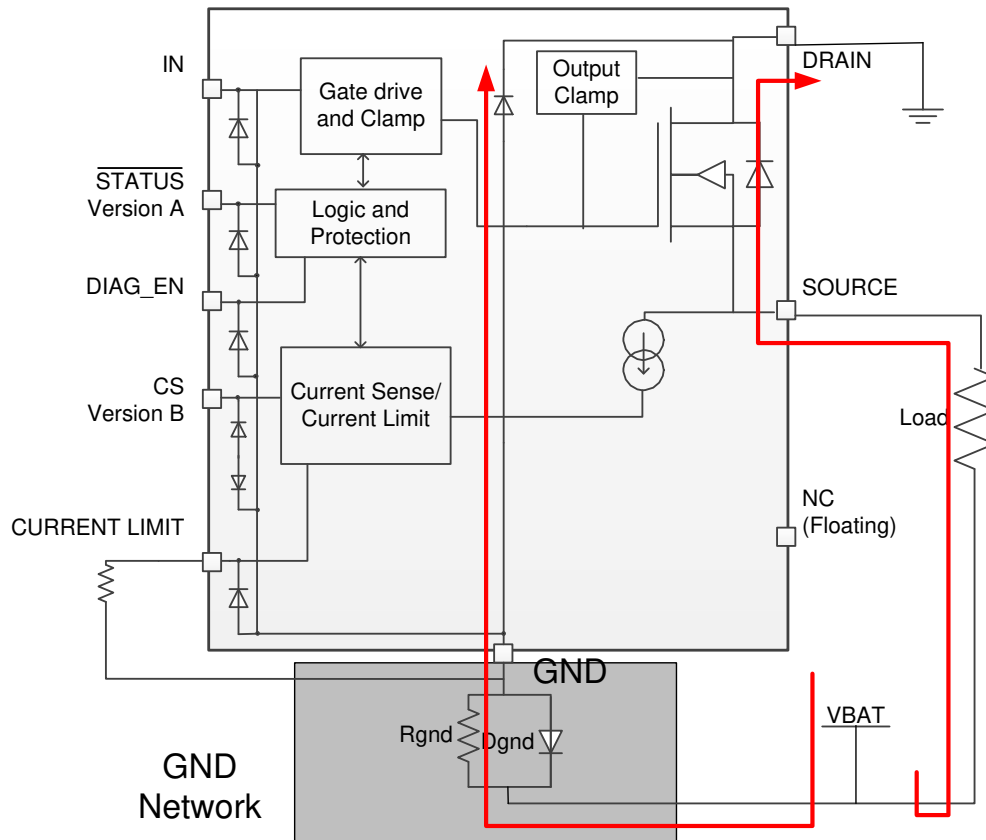 IN
Gate drive
and Clamp
Output
Clamp
DRAIN
STATUS
Version A
Logic and
Protection
DIAG_EN
SOURCE
CS
Version B
Current Sense/
Current Limit
Load
NC
(Floating)
CURRENT LIMIT
GND
VBAT
Rgnd
Dgnd
GND
Network